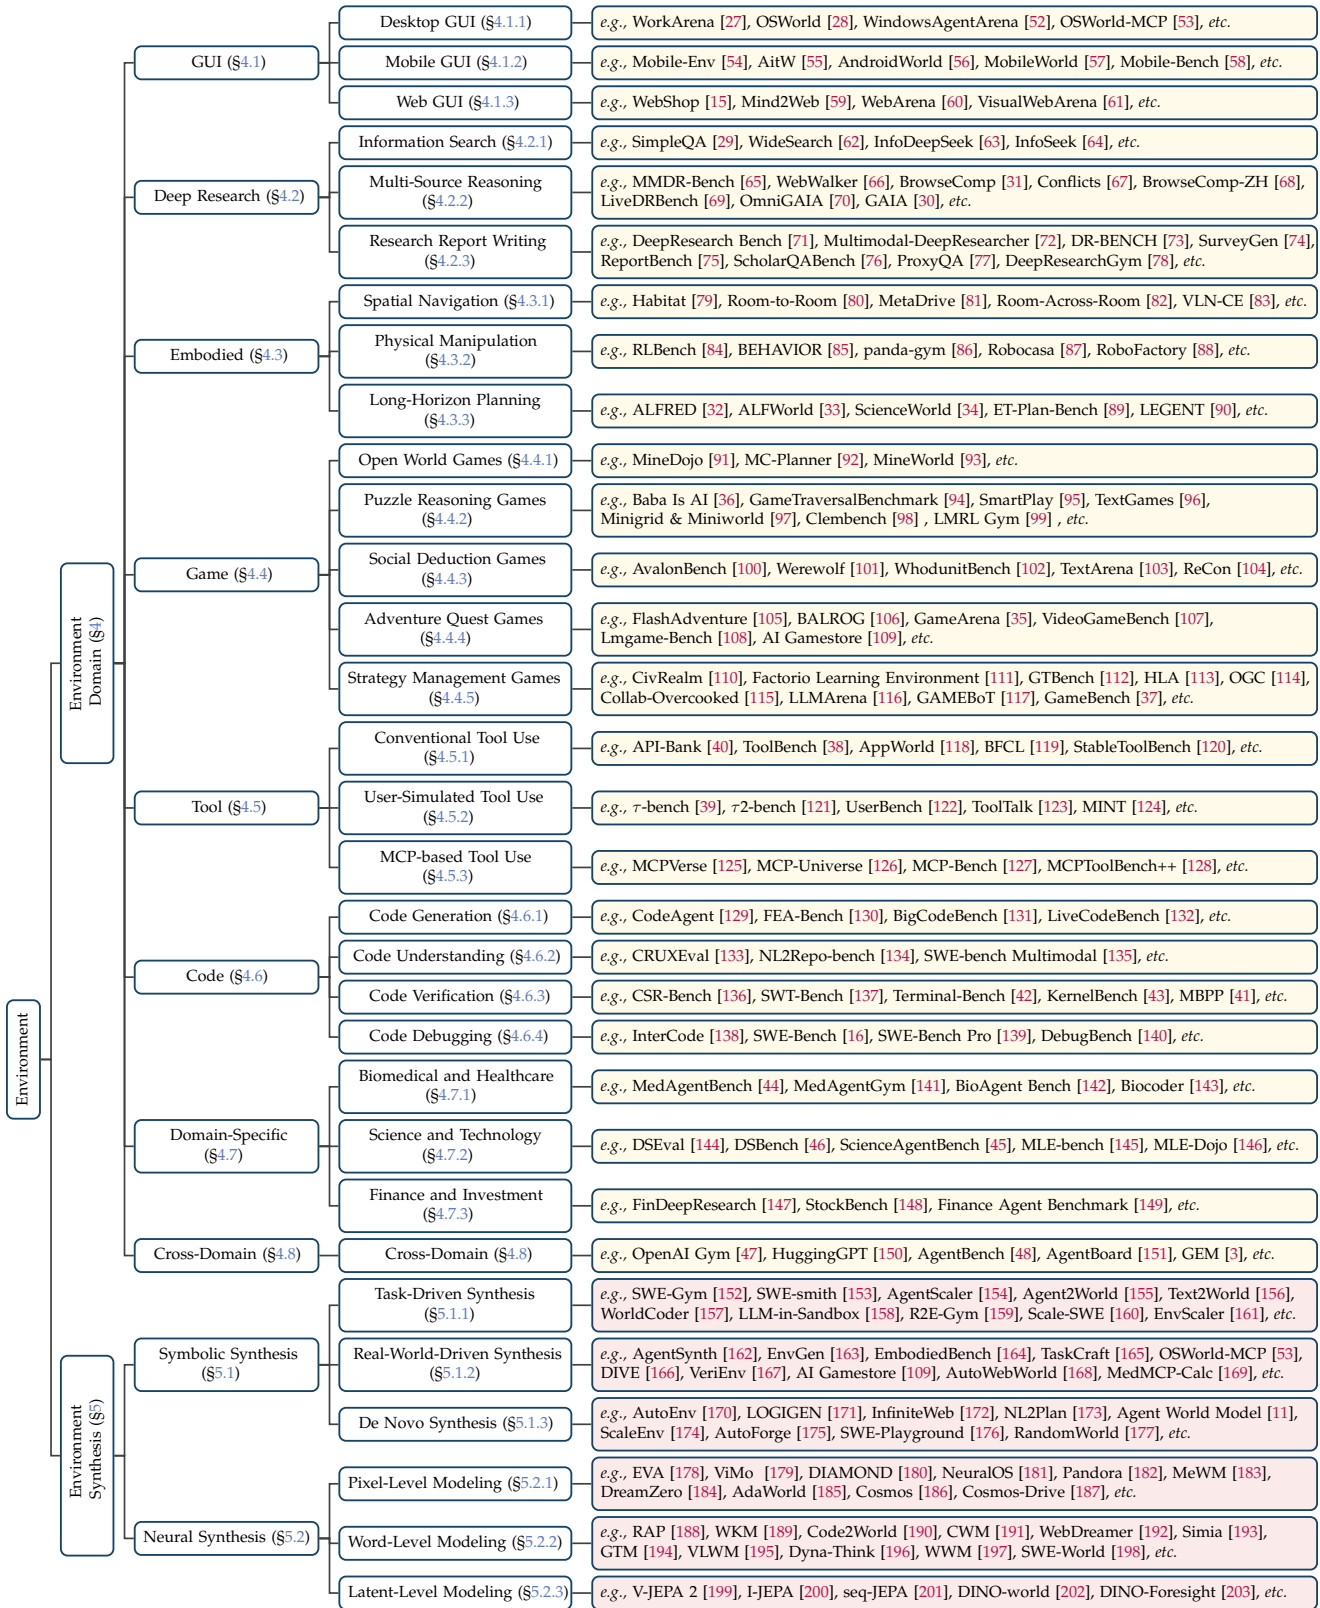 Environment
Environment
Domain (§4)
GUI (§4.1)
Desktop GUI (§4.1.1)
e.g., WorkArena [27], OSWorld [28], WindowsAgentArena [52], OSWorld-MCP [53], etc.
Mobile GUI (§4.1.2)
e.g., Mobile-Env [54], AitW [55], AndroidWorld [56], MobileWorld [57], Mobile-Bench [58], etc.
Web GUI (§4.1.3)
e.g., WebShop [15], Mind2Web [59], WebArena [60], VisualWebArena [61], etc.
Deep Research (§4.2)
Information Search (§4.2.1)
e.g., SimpleQA [29], WideSearch [62], InfoDeepSeek [63], InfoSeek [64], etc.
Multi-Source Reasoning
(§4.2.2)
e.g., MMDR-Bench [65], WebWalker [66], BrowseComp [31], Conflicts [67], BrowseComp-ZH [68],
LiveDRBench [69], OmniGAIA [70], GAIA [30], etc.
Research Report Writing
(§4.2.3)
e.g., DeepResearch Bench [71], Multimodal-DeepResearcher [72], DR-BENCH [73], SurveyGen [74],
ReportBench [75], ScholarQABench [76], ProxyQA [77], DeepResearchGym [78], etc.
Embodied (§4.3)
Spatial Navigation (§4.3.1)
e.g., Habitat [79], Room-to-Room [80], MetaDrive [81], Room-Across-Room [82], VLN-CE [83], etc.
Physical Manipulation
(§4.3.2)
e.g., RLBench [84], BEHAVIOR [85], panda-gym [86], Robocasa [87], RoboFactory [88], etc.
Long-Horizon Planning
(§4.3.3)
e.g., ALFRED [32], ALFWorld [33], ScienceWorld [34], ET-Plan-Bench [89], LEGENT [90], etc.
Game (§4.4)
Open World Games (§4.4.1)
e.g., MineDojo [91], MC-Planner [92], MineWorld [93], etc.
Puzzle Reasoning Games
(§4.4.2)
e.g., Baba Is AI [36], GameTraversalBenchmark [94], SmartPlay [95], TextGames [96],
Minigrid & Miniworld [97], Clembench [98] , LMRL Gym [99] , etc.
Social Deduction Games
(§4.4.3)
e.g., AvalonBench [100], Werewolf [101], WhodunitBench [102], TextArena [103], ReCon [104], etc.
Adventure Quest Games
(§4.4.4)
e.g., FlashAdventure [105], BALROG [106], GameArena [35], VideoGameBench [107],
Lmgame-Bench [108], AI Gamestore [109], etc.
Strategy Management Games
(§4.4.5)
e.g., CivRealm [110], Factorio Learning Environment [111], GTBench [112], HLA [113], OGC [114],
Collab-Overcooked [115], LLMArena [116], GAMEBoT [117], GameBench [37], etc.
Tool (§4.5)
Conventional Tool Use
(§4.5.1)
e.g., API-Bank [40], ToolBench [38], AppWorld [118], BFCL [119], StableToolBench [120], etc.
User-Simulated Tool Use
(§4.5.2)
e.g., τ-bench [39], τ2-bench [121], UserBench [122], ToolTalk [123], MINT [124], etc.
MCP-based Tool Use
(§4.5.3)
e.g., MCPVerse [125], MCP-Universe [126], MCP-Bench [127], MCPToolBench++ [128], etc.
Code (§4.6)
Code Generation (§4.6.1)
e.g., CodeAgent [129], FEA-Bench [130], BigCodeBench [131], LiveCodeBench [132], etc.
Code Understanding (§4.6.2)
e.g., CRUXEval [133], NL2Repo-bench [134], SWE-bench Multimodal [135], etc.
Code Verification (§4.6.3)
e.g., CSR-Bench [136], SWT-Bench [137], Terminal-Bench [42], KernelBench [43], MBPP [41], etc.
Code Debugging (§4.6.4)
e.g., InterCode [138], SWE-Bench [16], SWE-Bench Pro [139], DebugBench [140], etc.
Domain-Specific
(§4.7)
Biomedical and Healthcare
(§4.7.1)
e.g., MedAgentBench [44], MedAgentGym [141], BioAgent Bench [142], Biocoder [143], etc.
Science and Technology
(§4.7.2)
e.g., DSEval [144], DSBench [46], ScienceAgentBench [45], MLE-bench [145], MLE-Dojo [146], etc.
Finance and Investment
(§4.7.3)
e.g., FinDeepResearch [147], StockBench [148], Finance Agent Benchmark [149], etc.
Cross-Domain (§4.8)
Cross-Domain (§4.8)
e.g., OpenAI Gym [47], HuggingGPT [150], AgentBench [48], AgentBoard [151], GEM [3], etc.
Environment
Synthesis (§5)
Symbolic Synthesis
(§5.1)
Task-Driven Synthesis
(§5.1.1)
e.g., SWE-Gym [152], SWE-smith [153], AgentScaler [154], Agent2World [155], Text2World [156],
WorldCoder [157], LLM-in-Sandbox [158], R2E-Gym [159], Scale-SWE [160], EnvScaler [161], etc.
Real-World-Driven Synthesis
(§5.1.2)
e.g., AgentSynth [162], EnvGen [163], EmbodiedBench [164], TaskCraft [165], OSWorld-MCP [53],
DIVE [166], VeriEnv [167], AI Gamestore [109], AutoWebWorld [168], MedMCP-Calc [169], etc.
De Novo Synthesis (§5.1.3)
e.g., AutoEnv [170], LOGIGEN [171], InfiniteWeb [172], NL2Plan [173], Agent World Model [11],
ScaleEnv [174], AutoForge [175], SWE-Playground [176], RandomWorld [177], etc.
Neural Synthesis (§5.2)
Pixel-Level Modeling (§5.2.1)
e.g., EVA [178], ViMo [179], DIAMOND [180], NeuralOS [181], Pandora [182], MeWM [183],
DreamZero [184], AdaWorld [185], Cosmos [186], Cosmos-Drive [187], etc.
Word-Level Modeling (§5.2.2)
e.g., RAP [188], WKM [189], Code2World [190], CWM [191], WebDreamer [192], Simia [193],
GTM [194], VLWM [195], Dyna-Think [196], WWM [197], SWE-World [198], etc.
Latent-Level Modeling (§5.2.3)
e.g., V-JEPA 2 [199], I-JEPA [200], seq-JEPA [201], DINO-world [202], DINO-Foresight [203], etc.